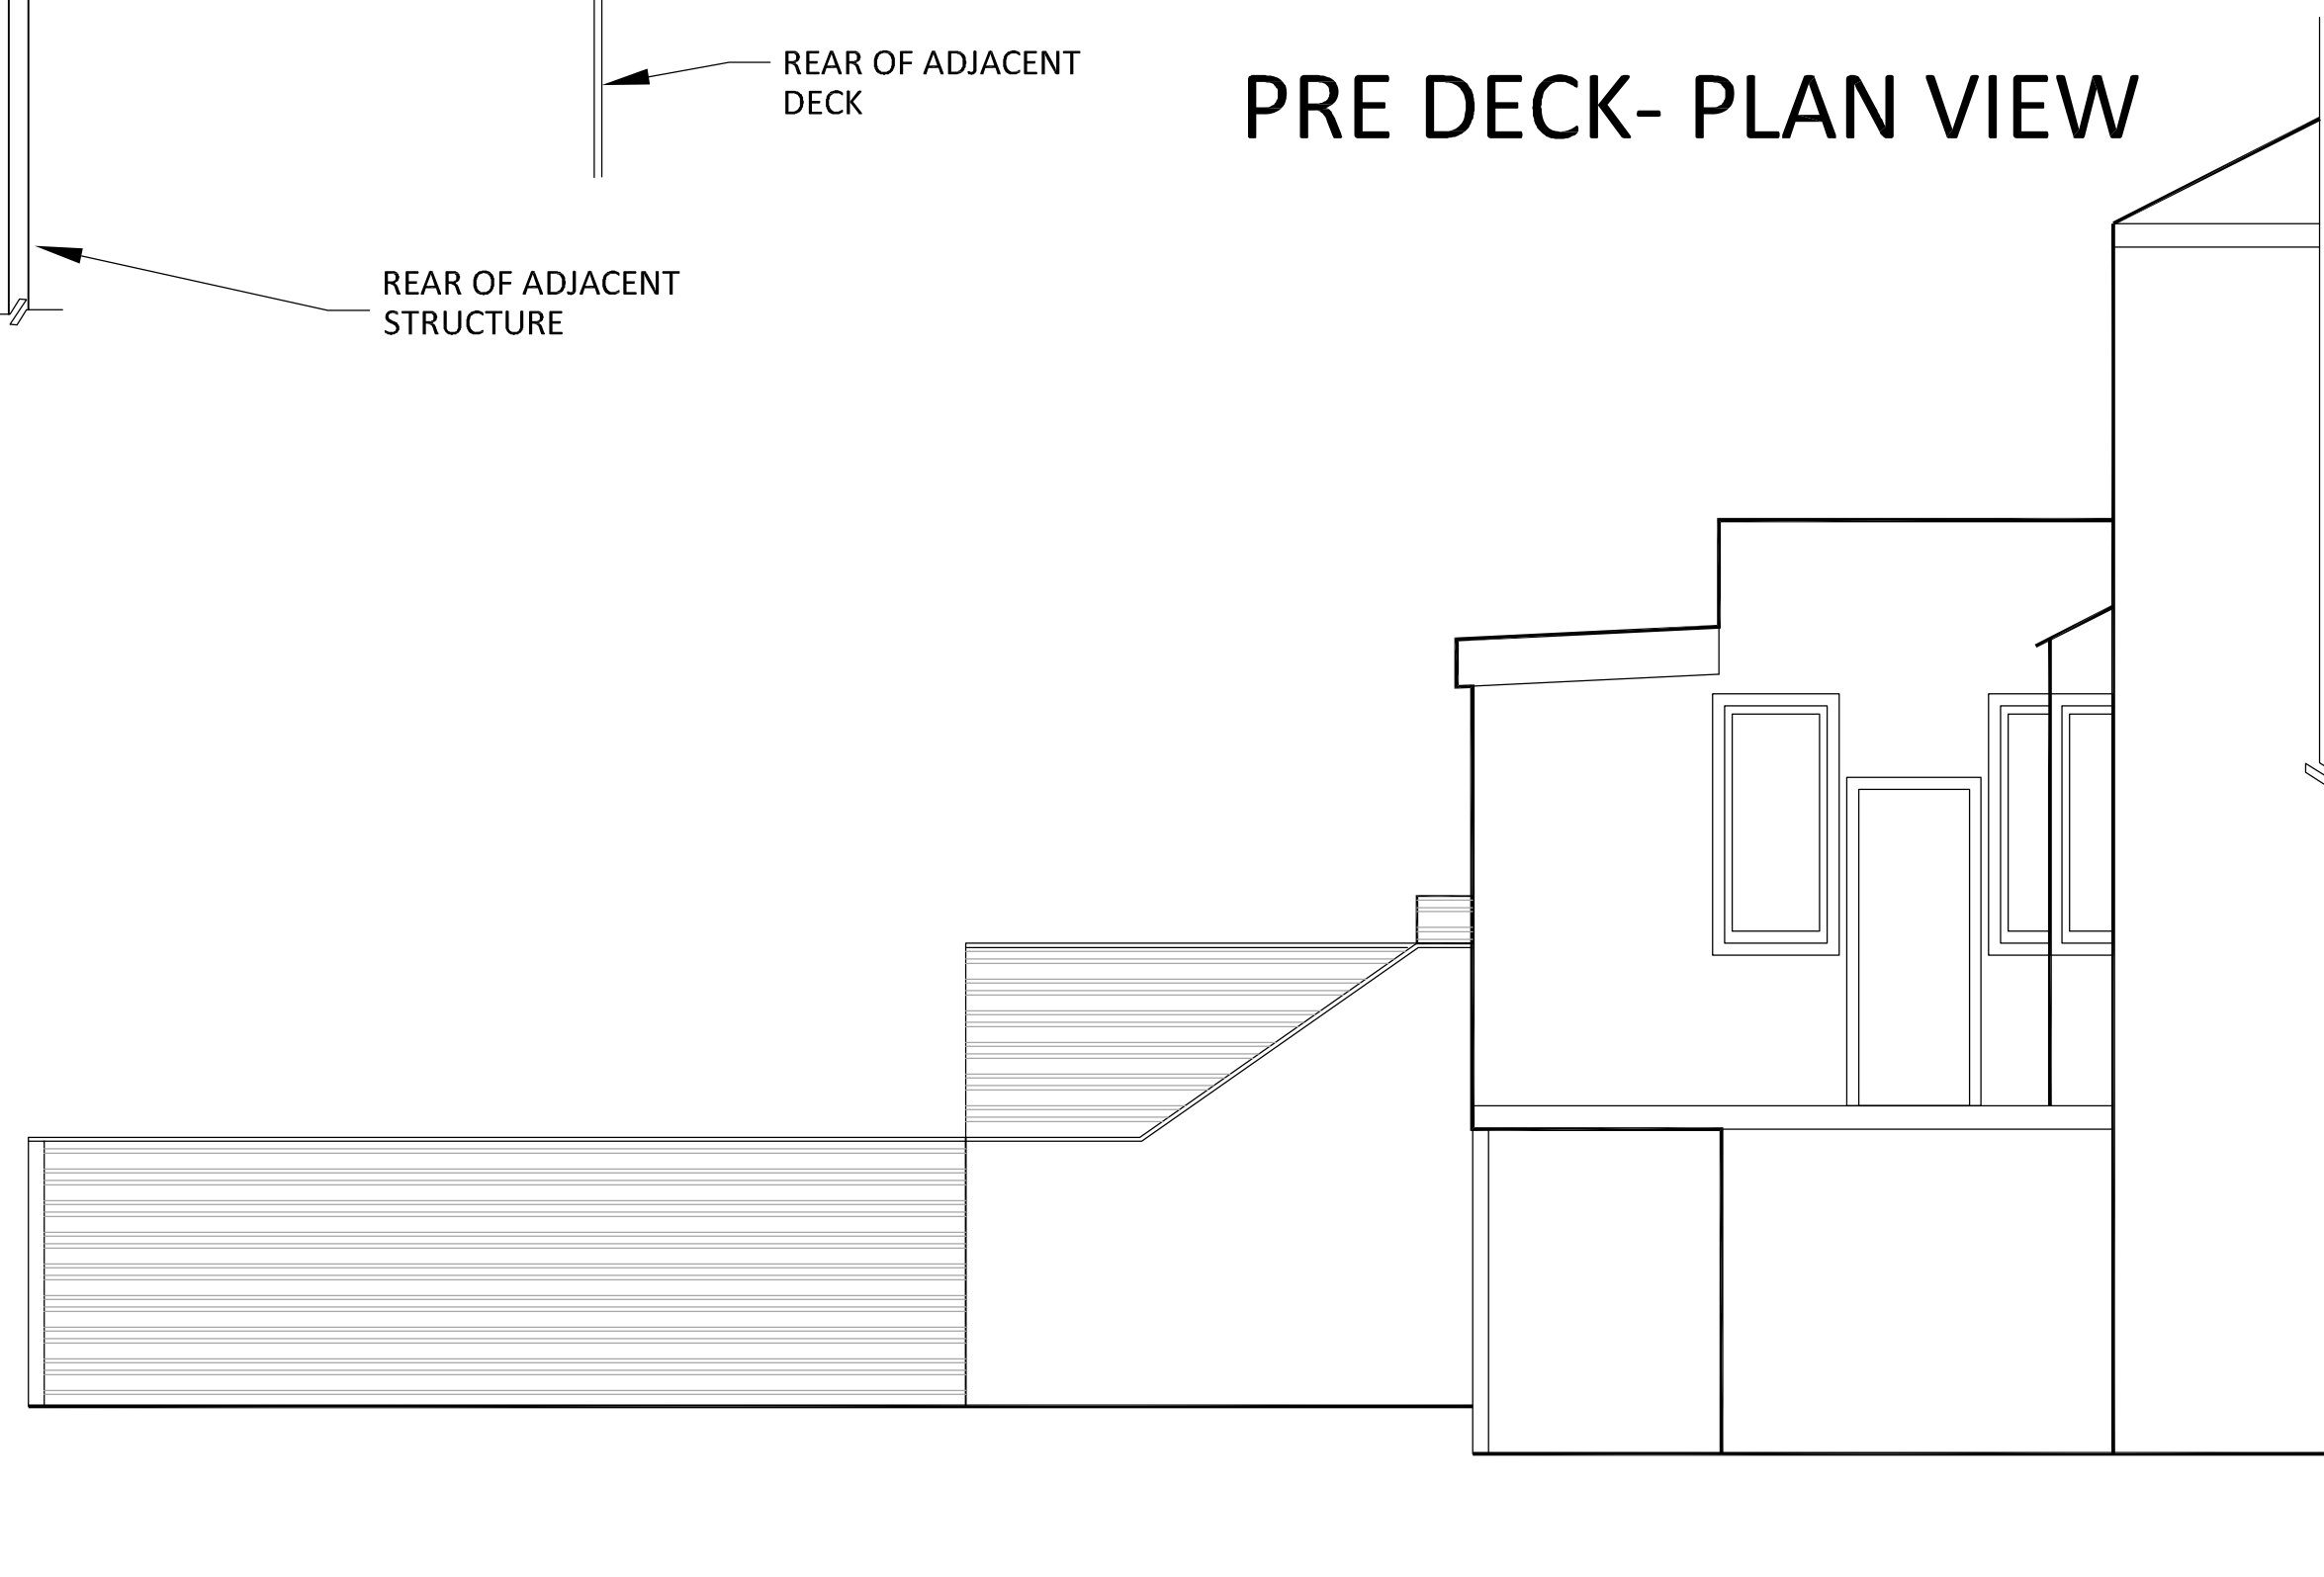 REAR OF ADJACENT
DECK
PRE DECK- PLAN VIEW
REAR OF ADJACENT
STRUCTURE